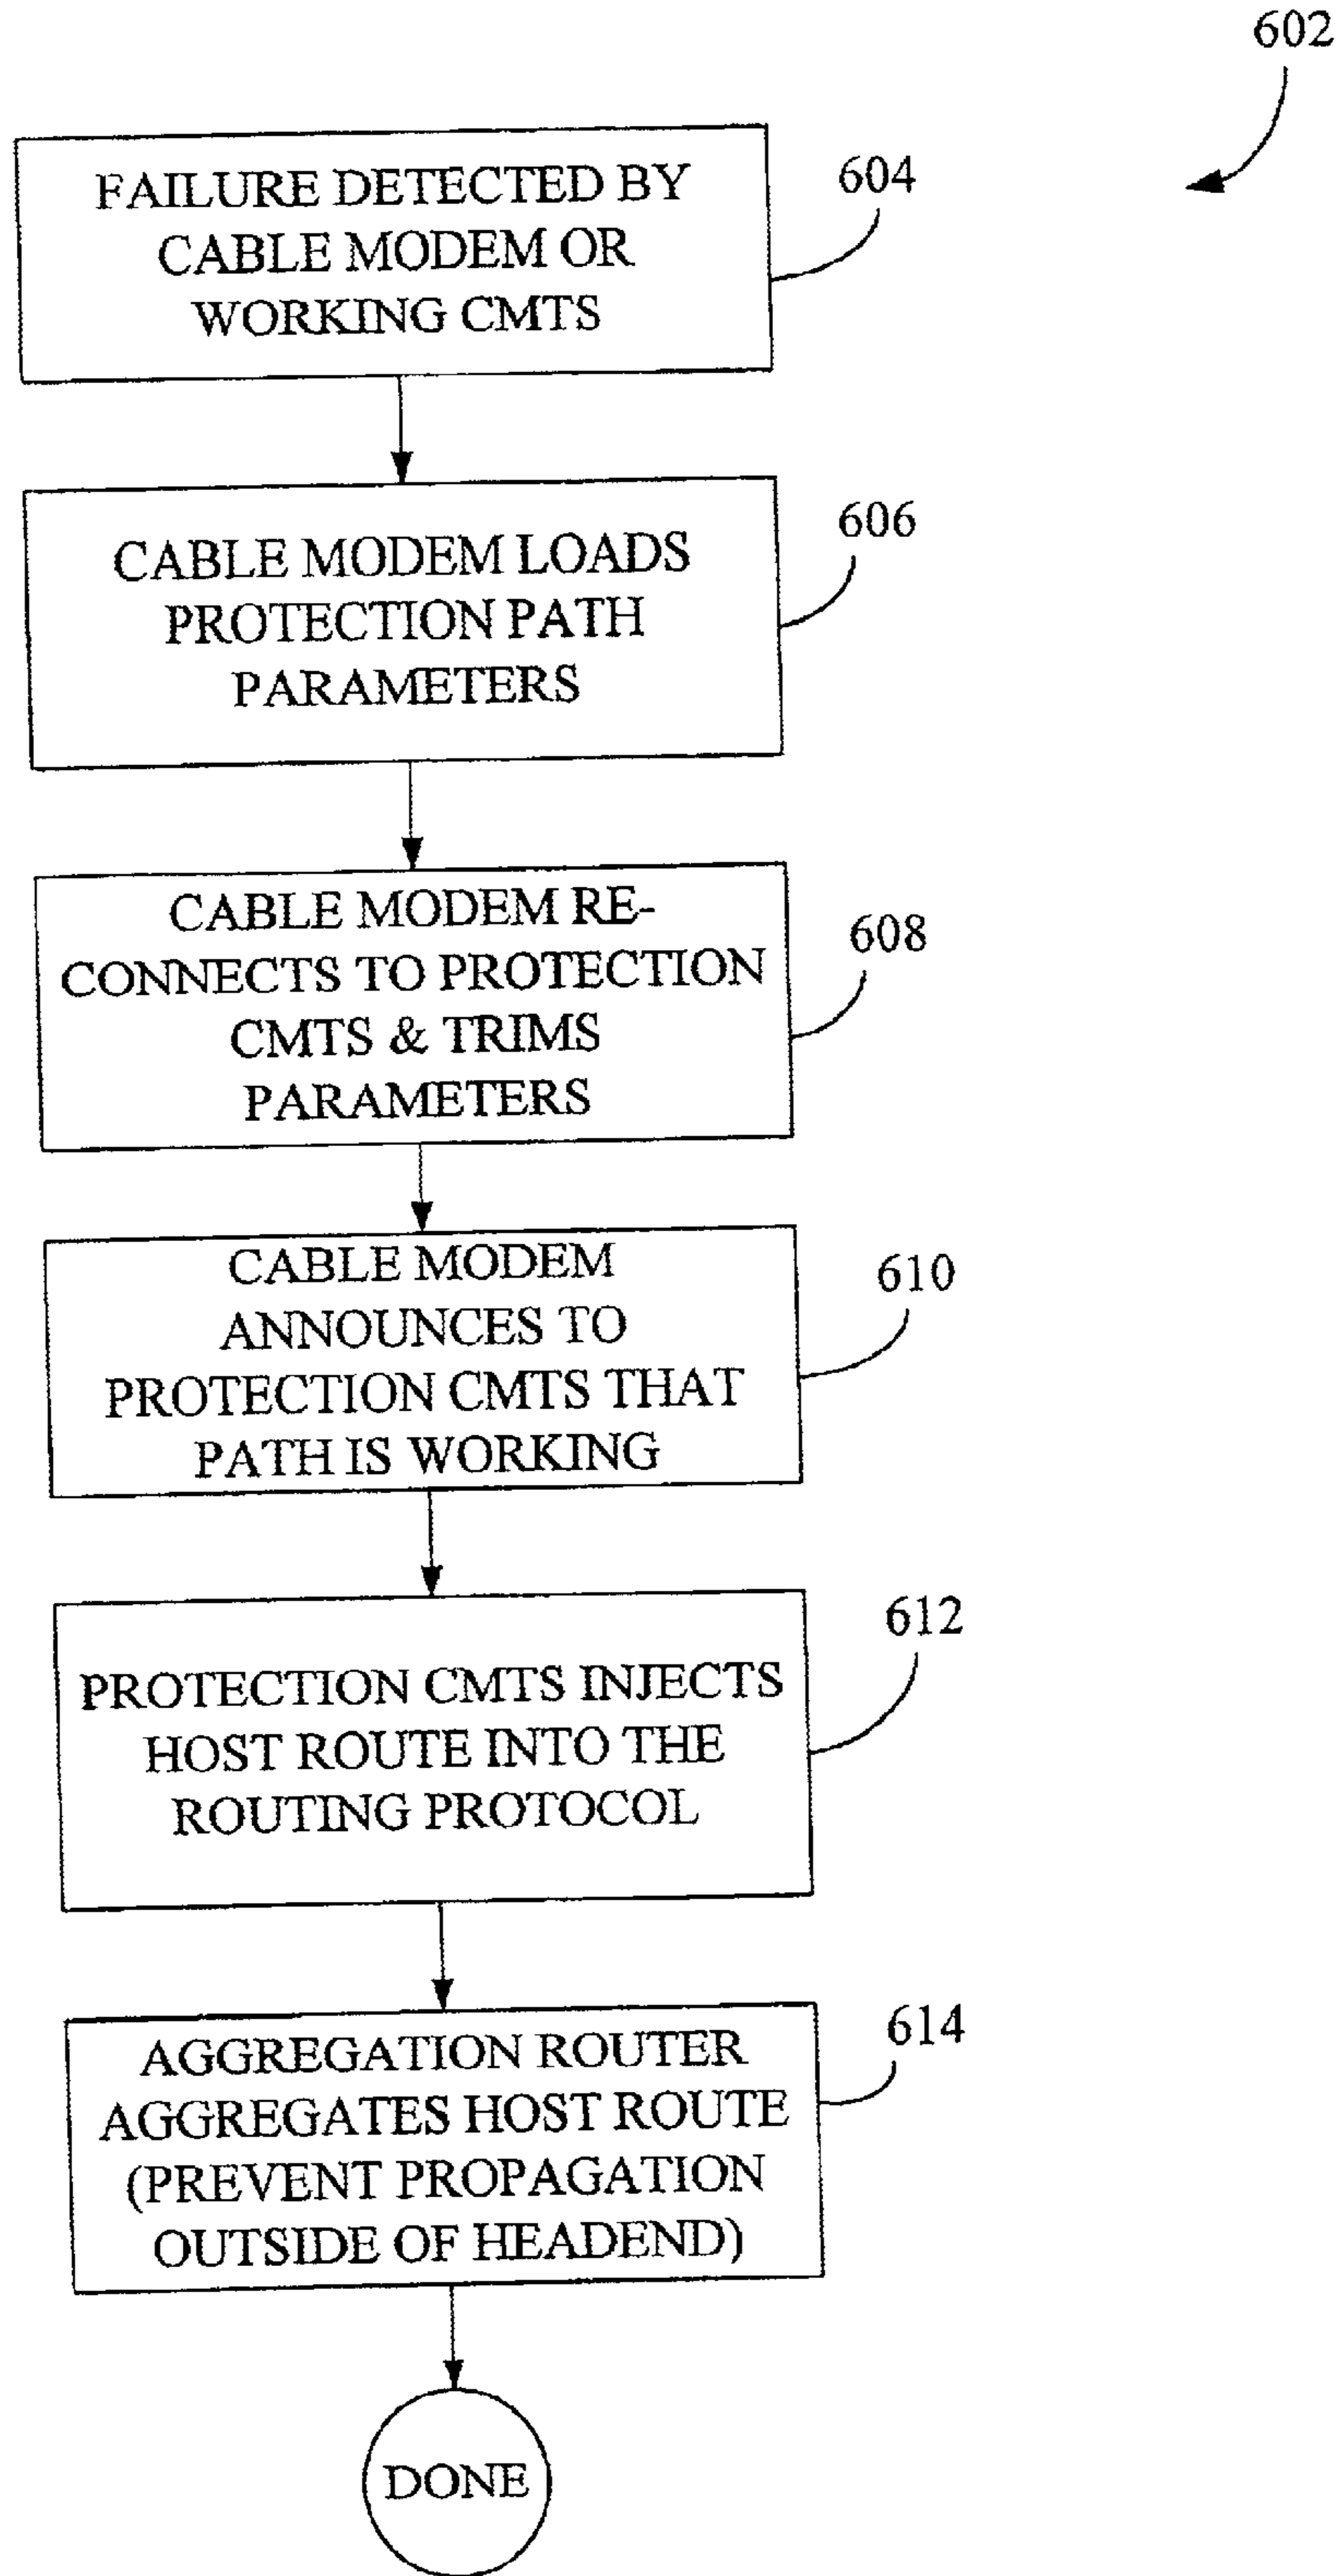 602
FAILURE DETECTED BY
CABLE MODEM OR
WORKING CMTS
604
CABLE MODEM LOADS
PROTECTION PATH
PARAMETERS
606
CABLE MODEM RE-
CONNECTS TO PROTECTION
CMTS & TRIMS
PARAMETERS
608
CABLE MODEM
ANNOUNCES TO
PROTECTION CMTS THAT
PATH IS WORKING
610
PROTECTION CMTS INJECTS
HOST ROUTE INTO THE
ROUTING PROTOCOL
612
AGGREGATION ROUTER
AGGREGATES HOST ROUTE
(PREVENT PROPAGATION
OUTSIDE OF HEADEND)
614
DONE